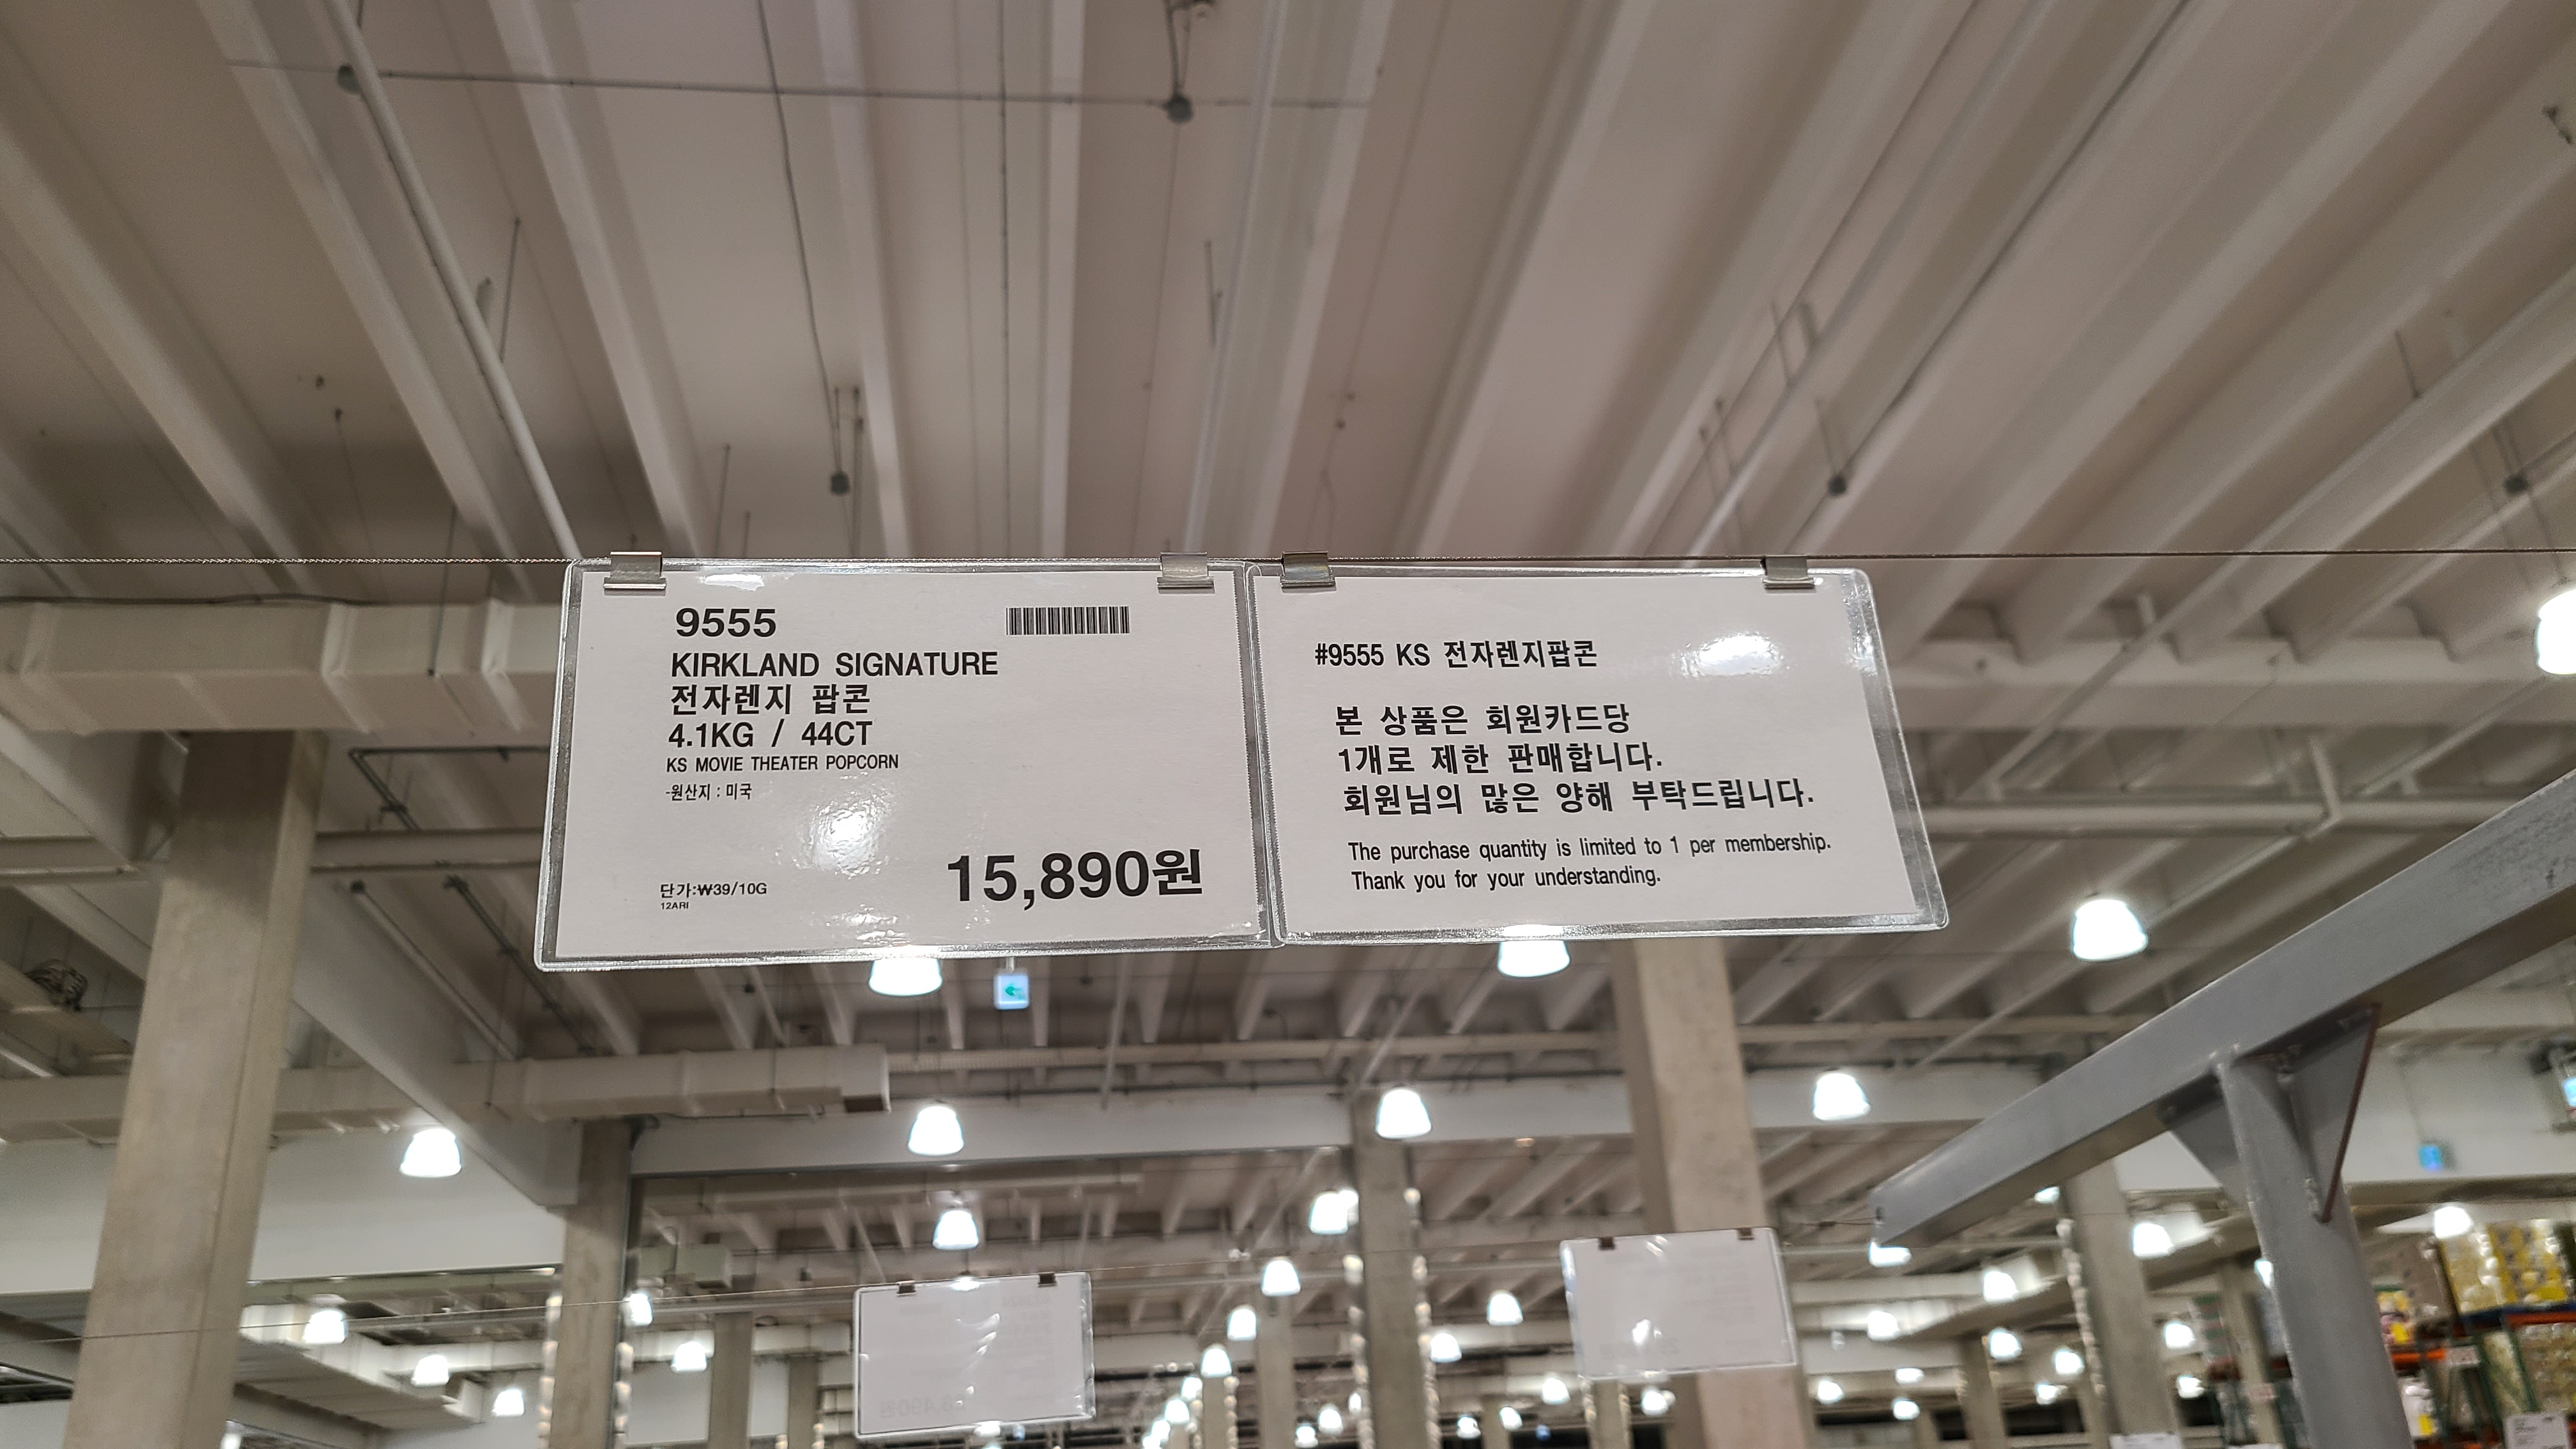 9555
KIRKLAND SIGNATURE
전자렌지 팝콘
4.1KG / 44CT
KS MOVIE THEATER POPCORN
-원산지 : 미국
15,890원
단가:₩39/10G
12ARI
#9555 KS 전자렌지팝콘
본 상품은 회원카드당
1개로 제한 판매합니다.
회원님의 많은 양해 부탁드립니다.
The purchase quantity is limited to 1 per membership.
Thank you for your understanding.